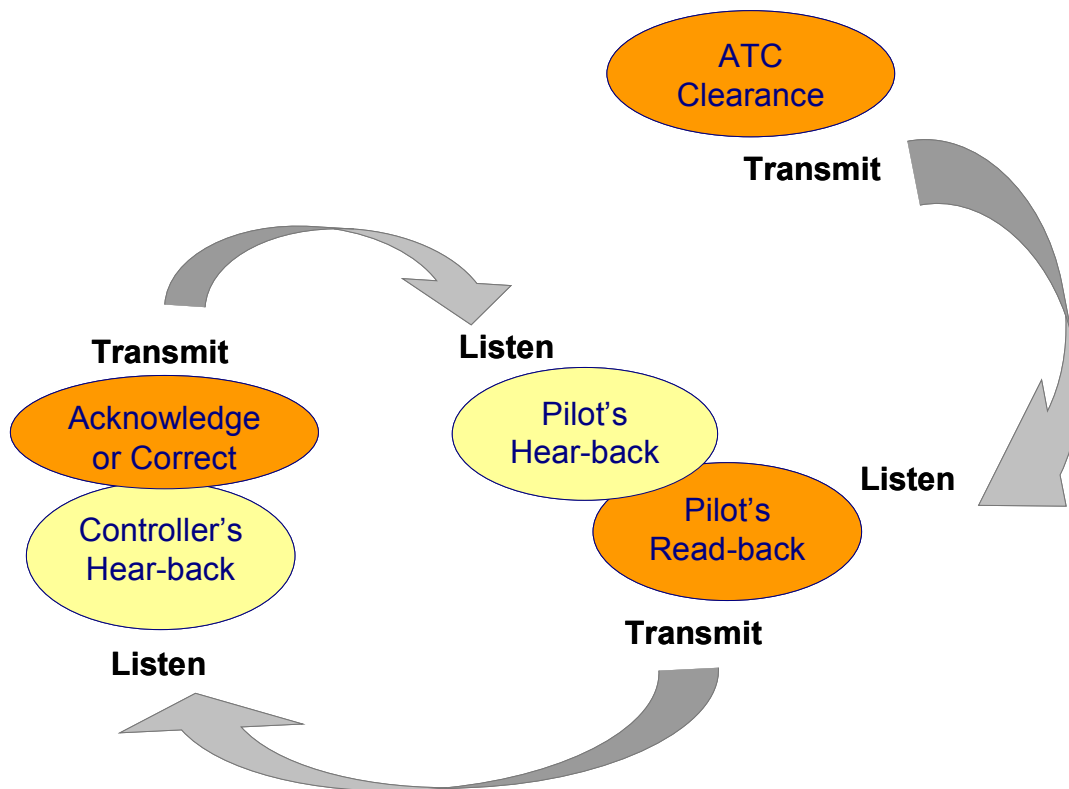 ATC
Clearance
Transmit
Transmit
Listen
Acknowledge
or Correct
Pilot’s
Hear-back
Listen
Pilot’s
Read-back
Controller’s
Hear-back
Transmit
Listen